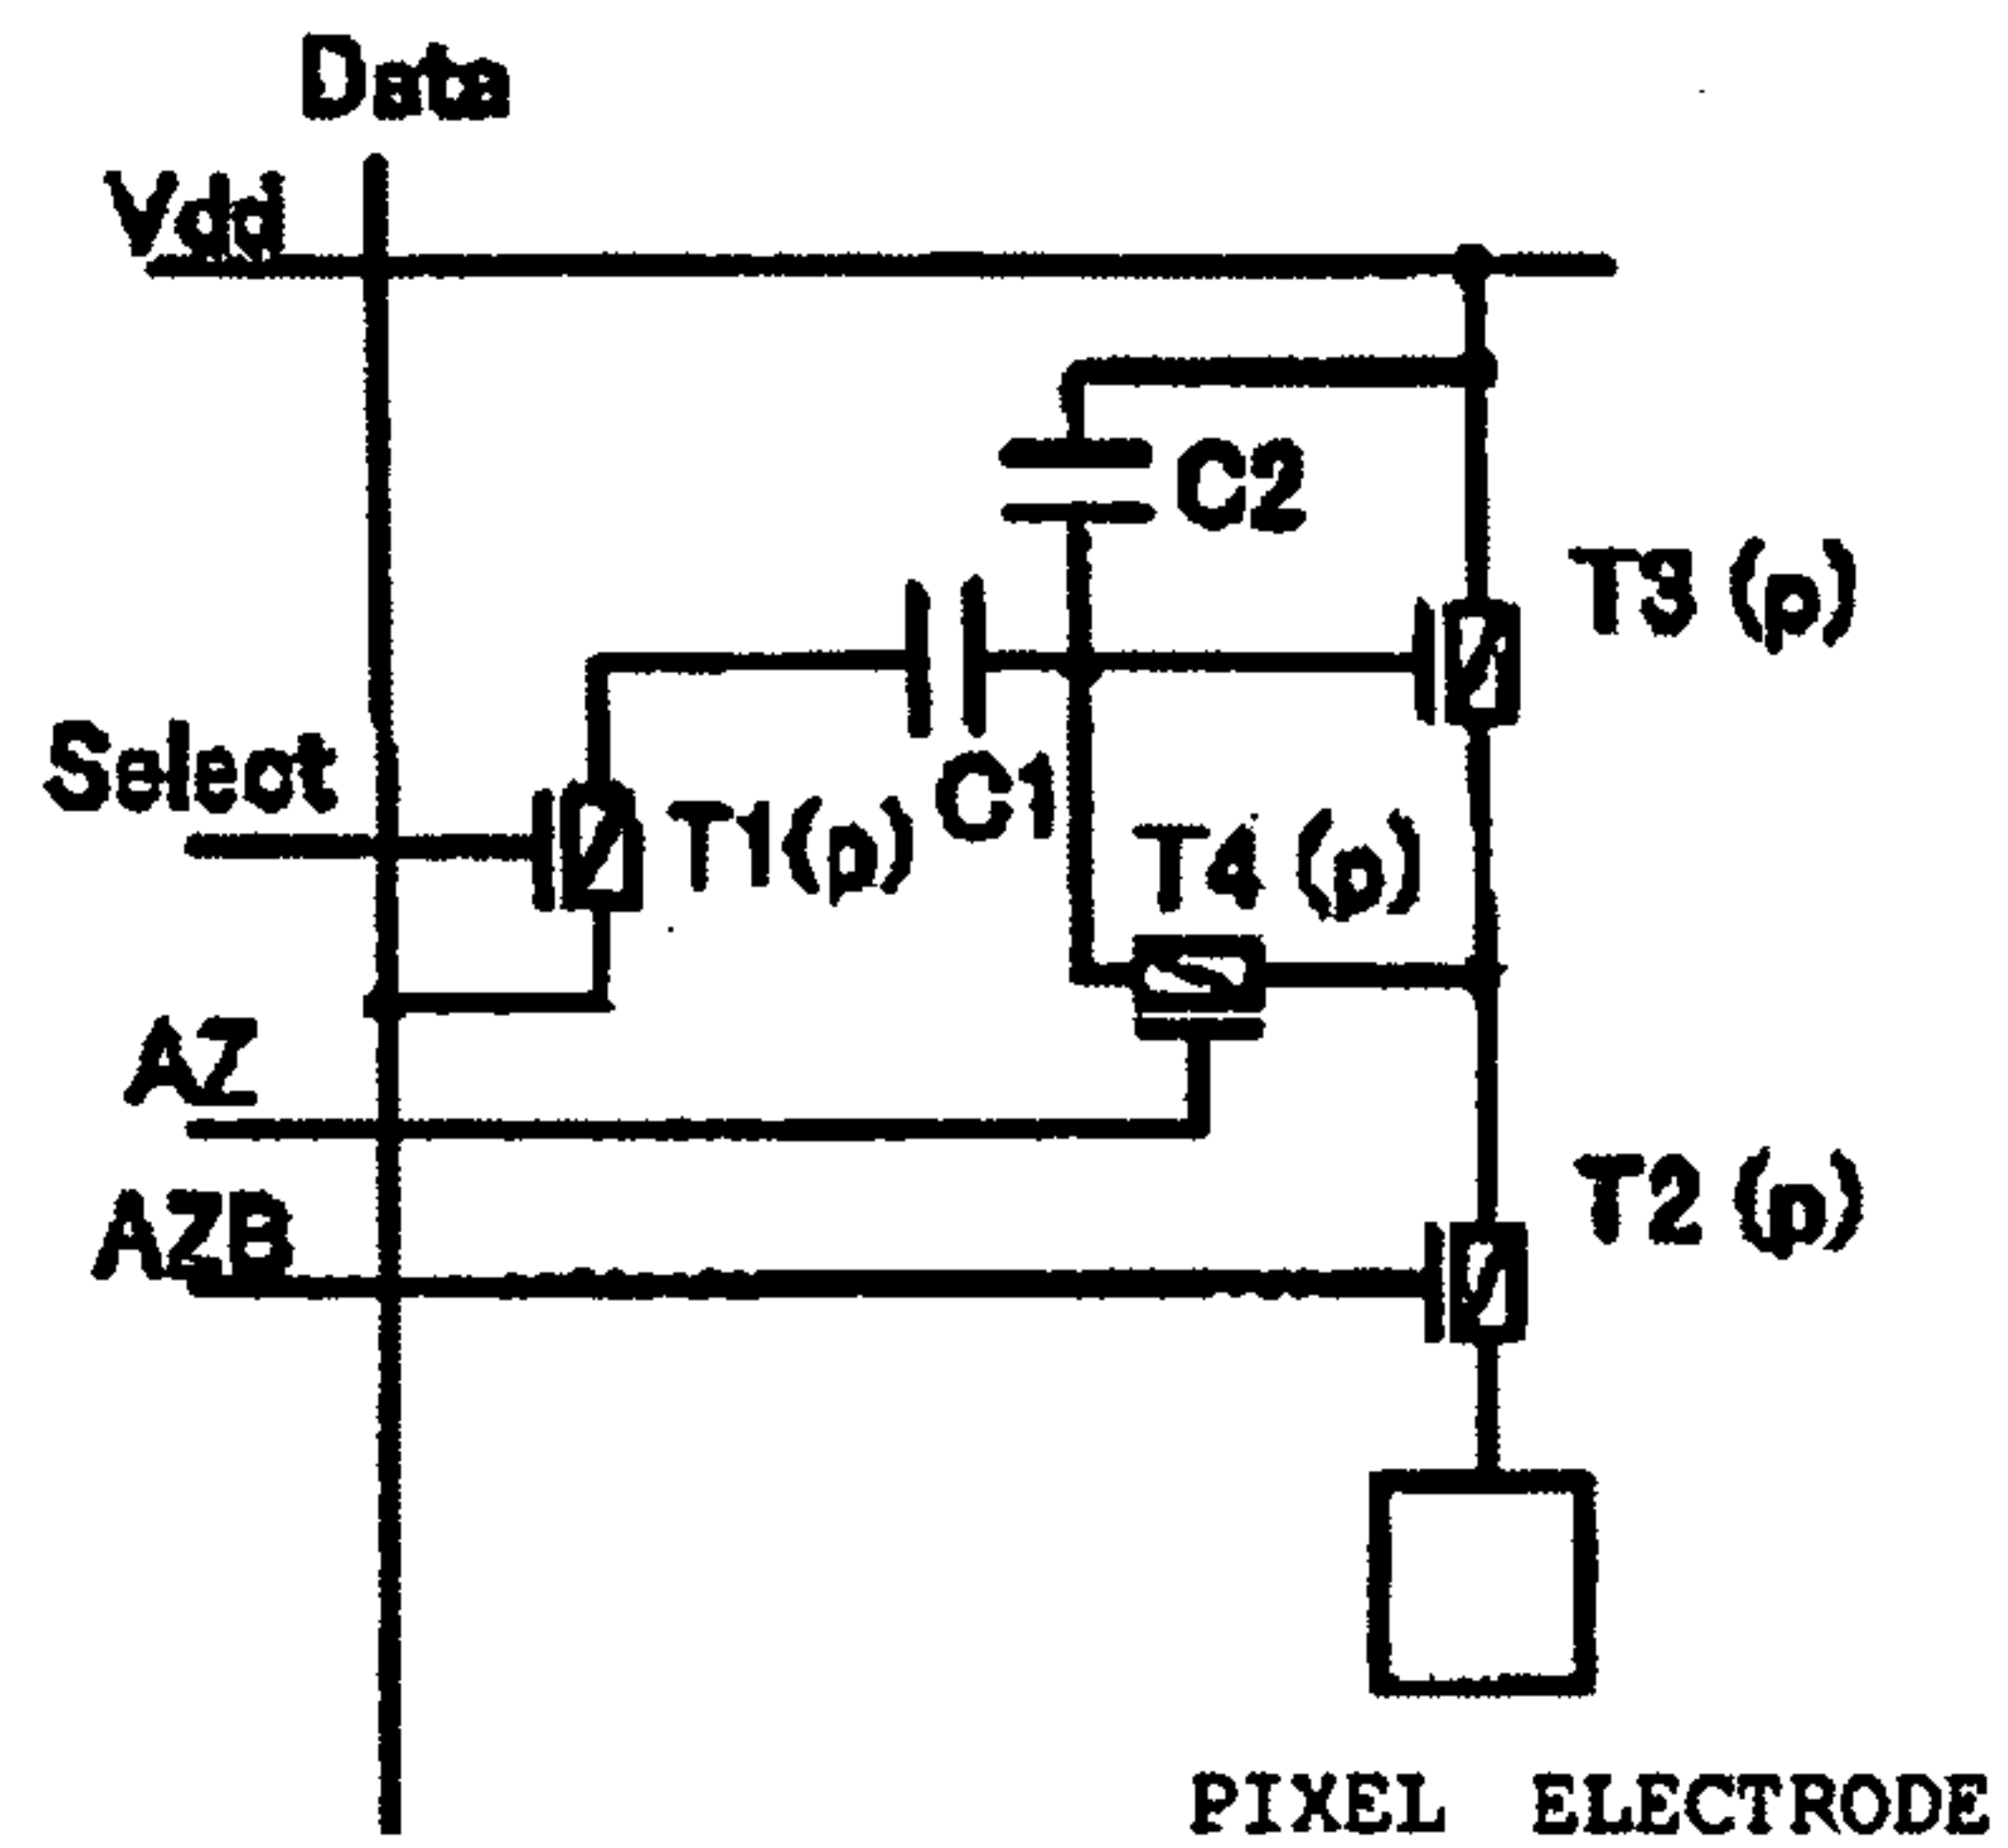 Data
Vdd
C2
T3 (p)
Select
C1
T1(p)
T4 (p)
AZ
T2 (p)
AZB
PIXEL ELECTRODE